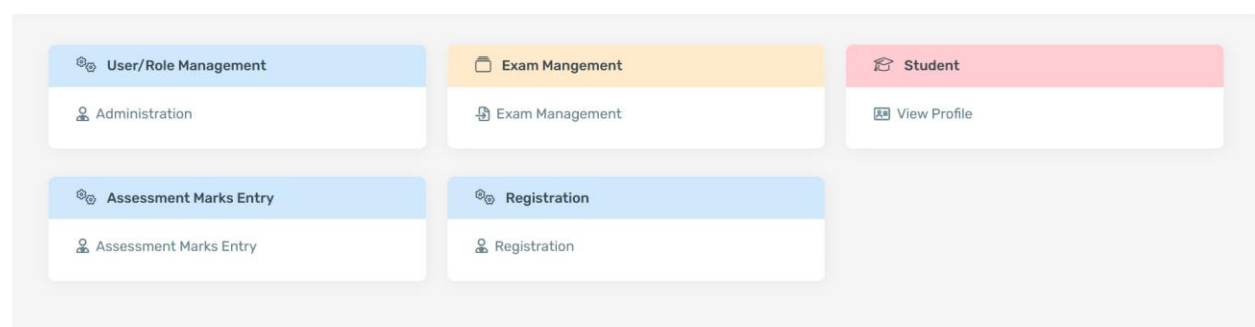 User/Role Management
Administration
Exam Mangement
Exam Management
Student
View Profile
Assessment Marks Entry
Assessment Marks Entry
Registration
Registration